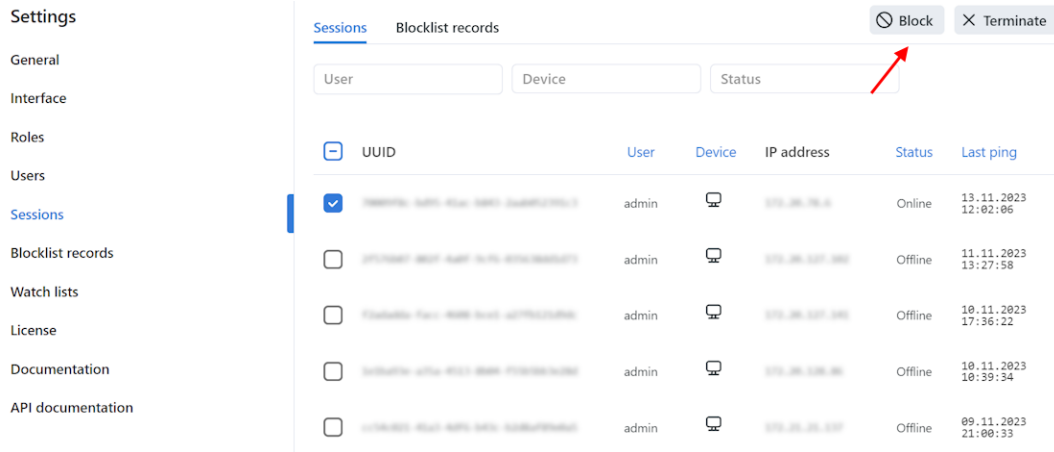 Settings
General
Interface
Roles
Users
Sessions
Blocklist records
Watch lists
License
Documentation
API documentation
Sessions Blocklist records
Block Terminate
User Device Status
UUID User Device IP address Status Last ping
admin Online 13.11.2023
12:02:06
admin Offline 11.11.2023
13:27:58
admin Offline 10.11.2023
17:36:22
admin Offline 10.11.2023
10:39:34
admin Offline 09.11.2023
21:00:33